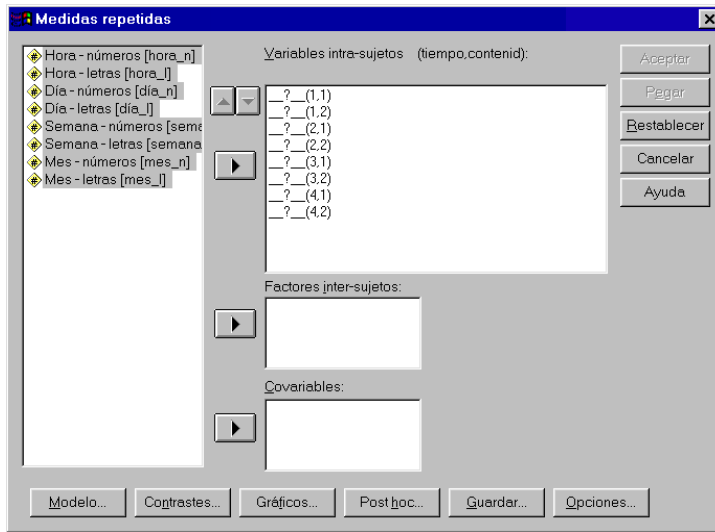 Medidas repetidas
Hora - números [hora_n]
Hora - letras [hora_l]
Día - números [día_n]
Día - letras [día_l]
Semana - números [sema
Semana - letras [semana
Mes - números [mes_n]
Mes - letras [mes_l]
Variables intra-sujetos (tiempo,contenid):
__?__(1,1)
__?__(1,2)
__?__(2,1)
__?__(2,2)
__?__(3,1)
__?__(3,2)
__?__(4,1)
__?__(4,2)
Factores inter-sujetos:
Covariables:
Aceptar
Pegar
Restablecer
Cancelar
Ayuda
Modelo...
Contrastes...
Gráficos...
Post hoc...
Guardar...
Opciones...